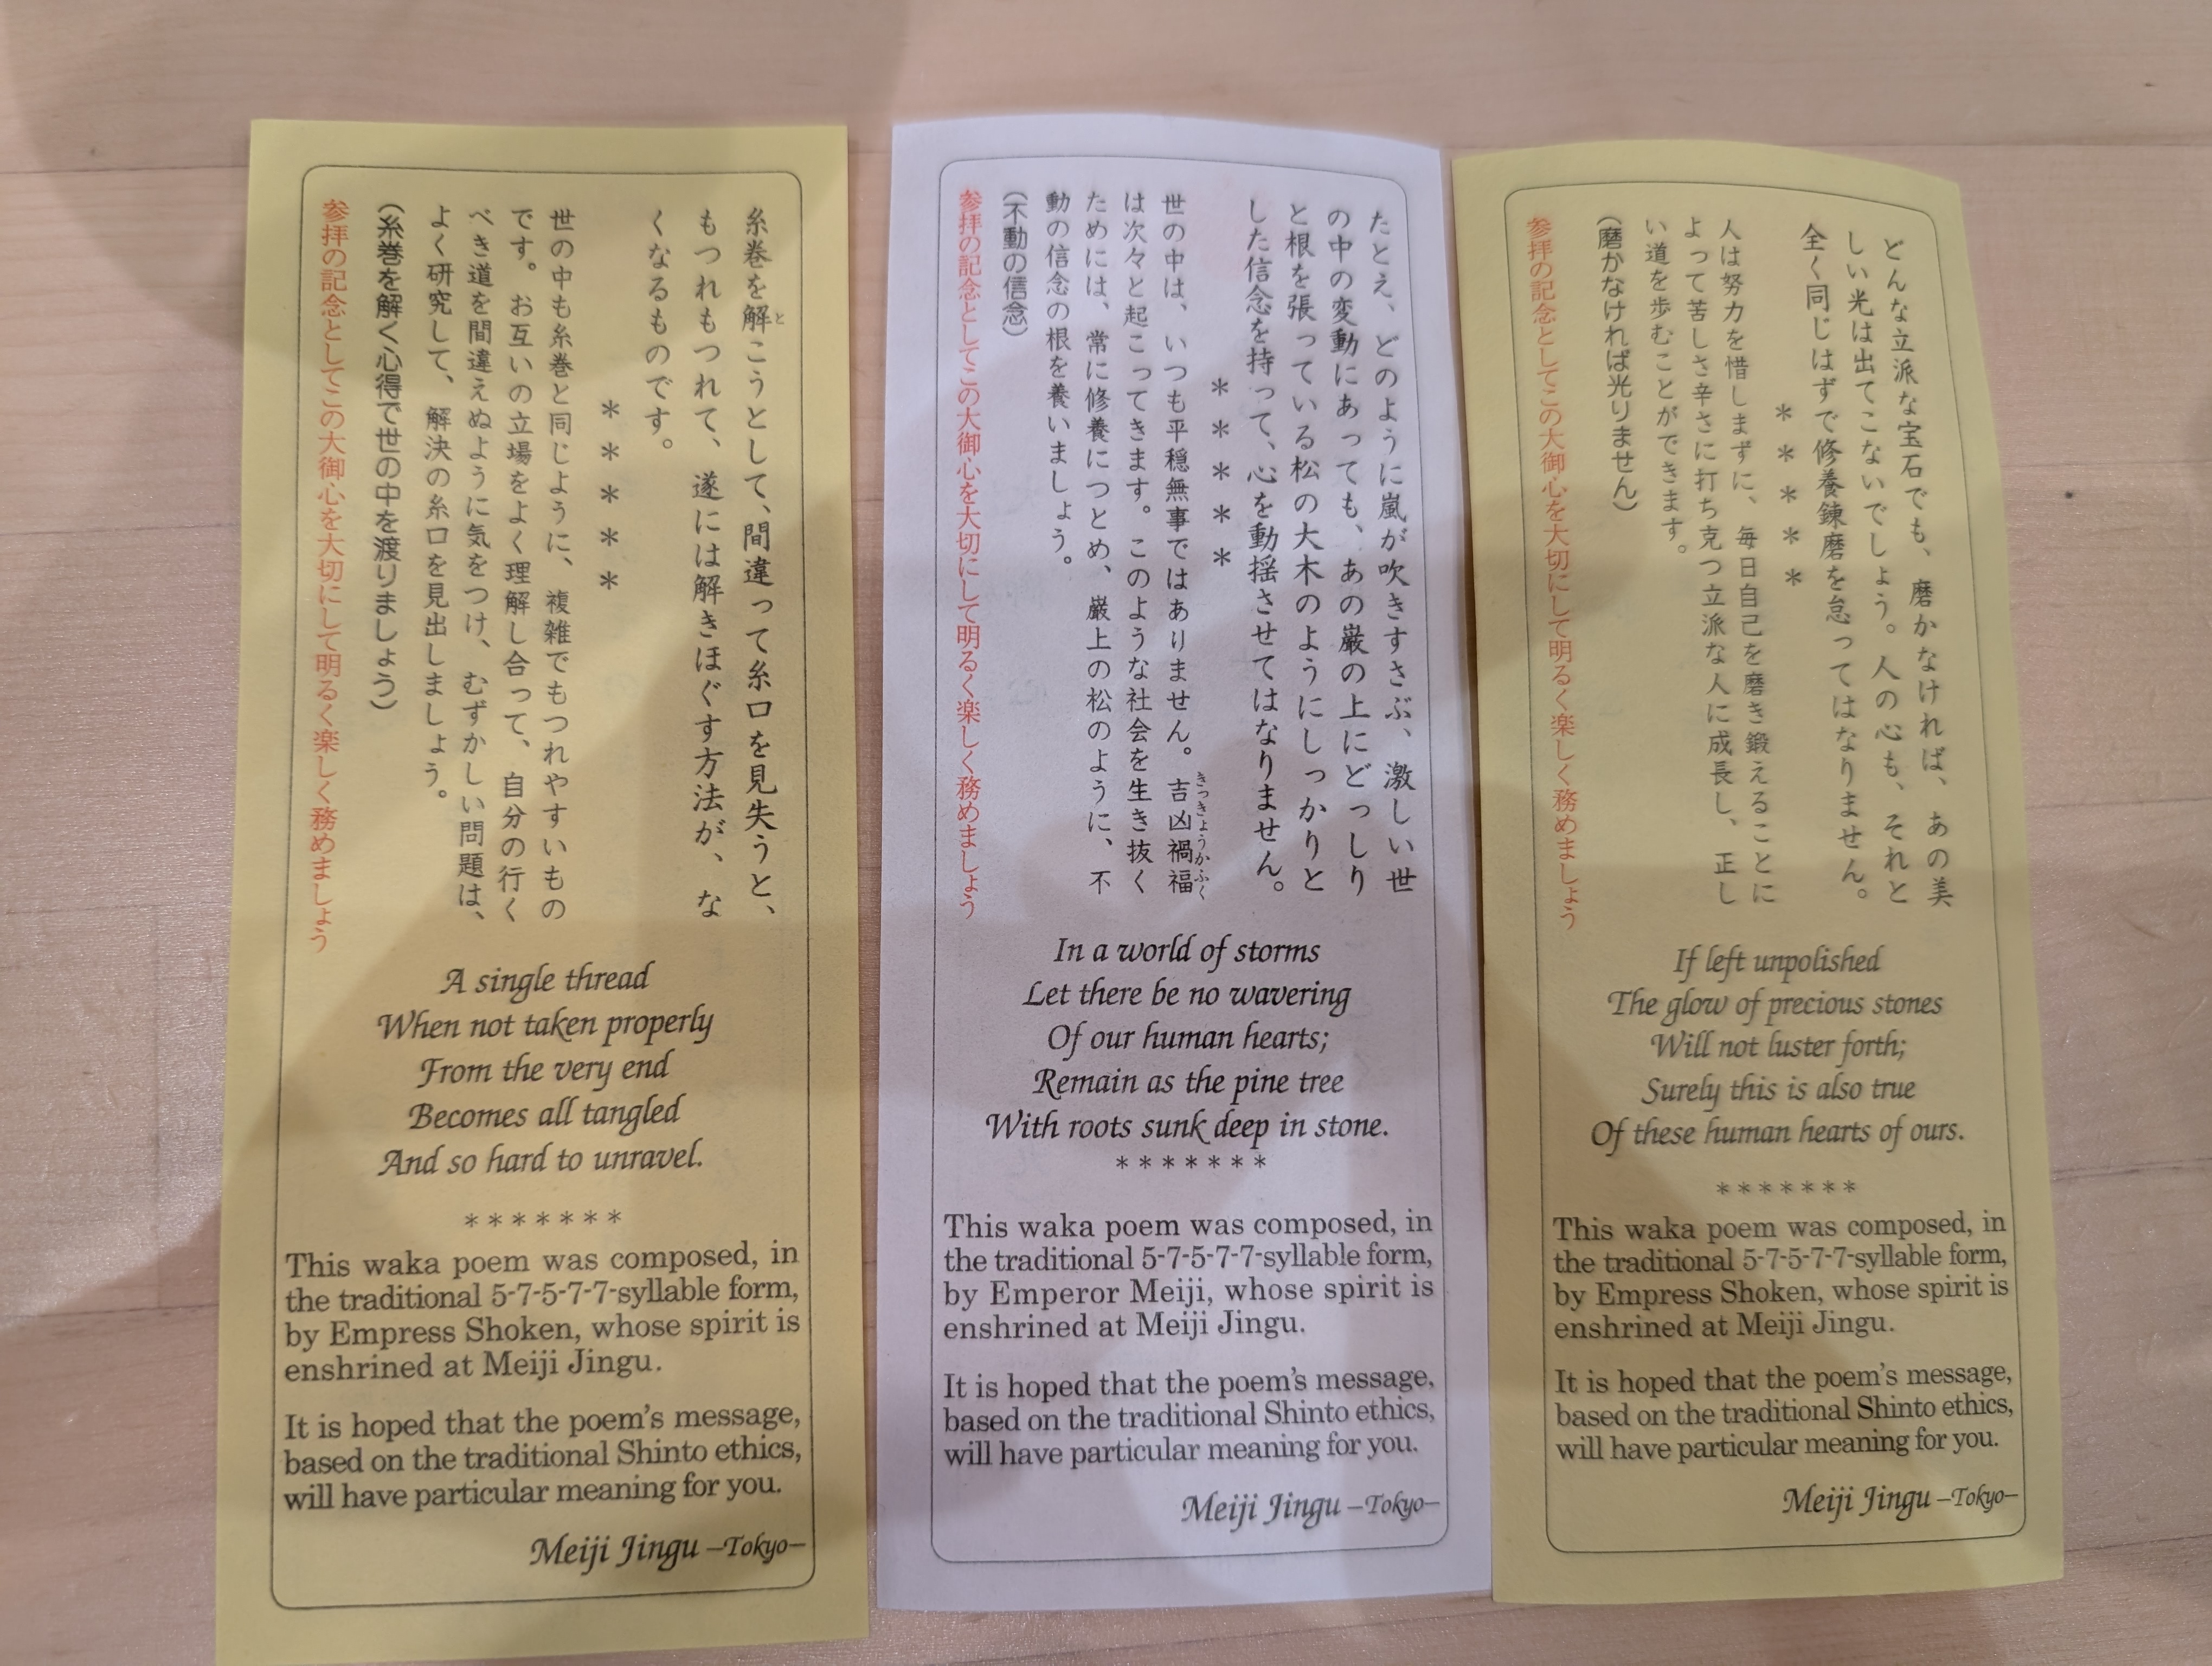 糸巻を解こうとして、間違って糸口を見失うと、
と
もつれもつれて、遂には解きほぐす方法が、な
くなるものです。
＊＊＊＊＊
世の中も糸巻と同じように、複雑でもつれやすいもの
です。お互いの立場をよく理解し合って、自分の行く
べき道を間違えぬように気をつけ、むずかしい問題は、
よく研究して、解決の糸口を見出しましょう。
（糸巻を解く心得で世の中を渡りましょう）
参拝の記念としてこの大御心を大切にして明るく楽しく務めましょう
A single thread
When not taken properly
From the very end
Becomes all tangled
And so hard to unravel.
*******
This waka poem was composed, in
the traditional 5-7-5-7-7-syllable form,
by Empress Shoken, whose spirit is
enshrined at Meiji Jingu.
It is hoped that the poem's message,
based on the traditional Shinto ethics,
will have particular meaning for you.
Meiji Jingu –Tokyo–
たとえ、どのように嵐が吹きすさぶ、激しい世
の中の変動にあっても、あの巌の上にどっしり
と根を張っている松の大木のようにしっかりと
した信念を持って、心を動揺させてはなりません。
＊＊＊＊＊
世の中は、いつも平穏無事ではありません。吉凶禍福
きっきょうかふく
は次々と起こってきます。このような社会を生き抜く
ためには、常に修養につとめ、巌上の松のように、不
動の信念の根を養いましょう。
（不動の信念）
参拝の記念としてこの大御心を大切にして明るく楽しく務めましょう
In a world of storms
Let there be no wavering
Of our human hearts;
Remain as the pine tree
With roots sunk deep in stone.
*******
This waka poem was composed, in
the traditional 5-7-5-7-7-syllable form,
by Emperor Meiji, whose spirit is
enshrined at Meiji Jingu.
It is hoped that the poem's message,
based on the traditional Shinto ethics,
will have particular meaning for you.
Meiji Jingu –Tokyo–
どんな立派な宝石でも、磨かなければ、あの美
しい光は出てこないでしょう。人の心も、それと
全く同じはずで修養錬磨を怠ってはなりません。
＊＊＊＊＊
人は努力を惜しまずに、毎日自己を磨き鍛えることに
よって苦しさ辛さに打ち克つ立派な人に成長し、正し
い道を歩むことができます。
（磨かなければ光りません）
参拝の記念としてこの大御心を大切にして明るく楽しく務めましょう
If left unpolished
The glow of precious stones
Will not luster forth;
Surely this is also true
Of these human hearts of ours.
*******
This waka poem was composed, in
the traditional 5-7-5-7-7-syllable form,
by Empress Shoken, whose spirit is
enshrined at Meiji Jingu.
It is hoped that the poem's message,
based on the traditional Shinto ethics,
will have particular meaning for you.
Meiji Jingu –Tokyo–